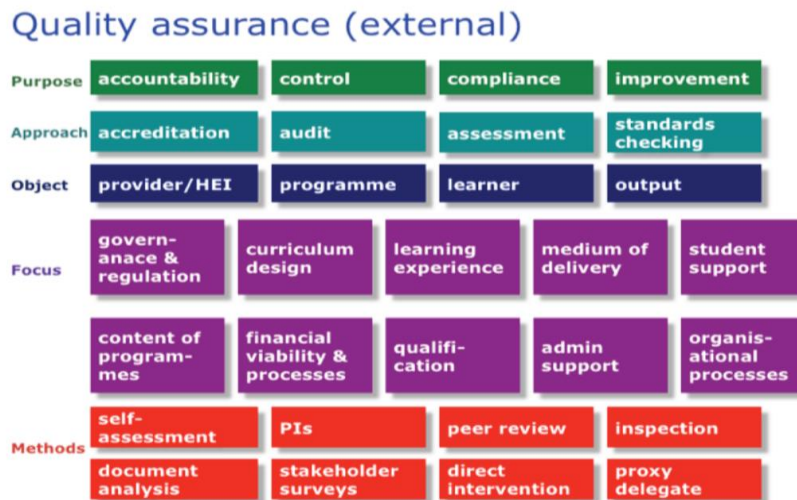 Quality assurance (external)
Purpose accountability control compliance improvement
Approach accreditation audit assessment standards checking
Object provider/HEI programme learner output
Focus
govern-
anace &
regulation
curriculum
design
learning
experience
medium of
delivery
student
support
content of
program-
mes
financial
viability &
processes
qualifi-
cation
admin
support
organis-
ational
processes
Methods
self-
assessment
PIs
peer review
inspection
document
analysis
stakeholder
surveys
direct
intervention
proxy
delegate